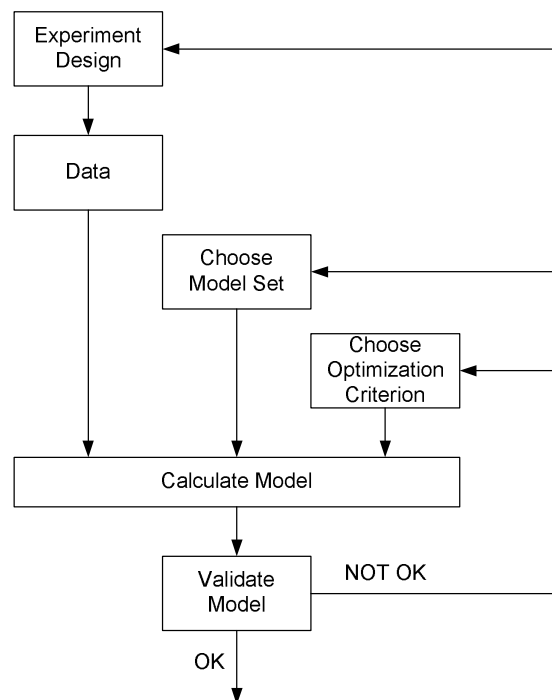 Experiment
Design
Data
Choose
Model Set
Choose
Optimization
Criterion
Calculate Model
Validate
Model
NOT OK
OK